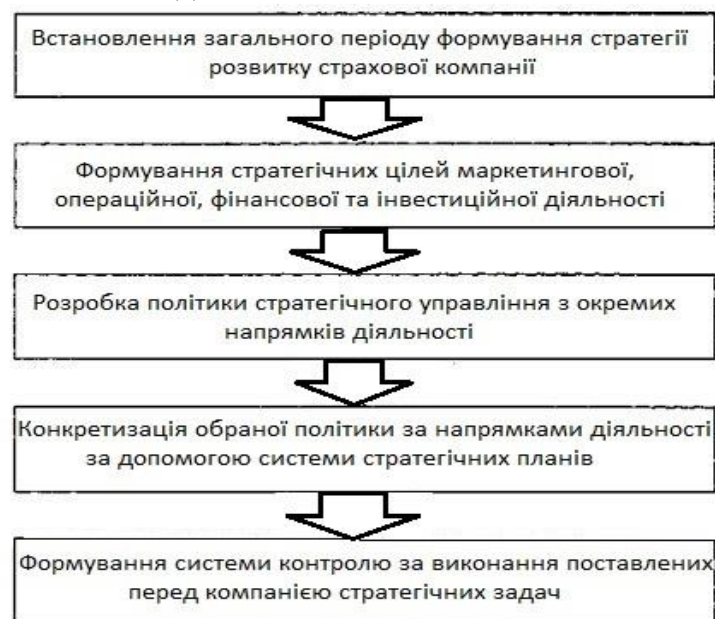 Встановлення загального періоду формування стратегії
розвитку страхової компанії
Формування стратегічних цілей маркетингової,
операційної, фінансової та інвестиційної діяльності
Розробка політики стратегічного управління з окремих
напрямків діяльності
Конкретизація обраної політики за напрямками діяльності
за допомогою системи стратегічних планів
Формування системи контролю за виконання поставлених
перед компанією стратегічних задач